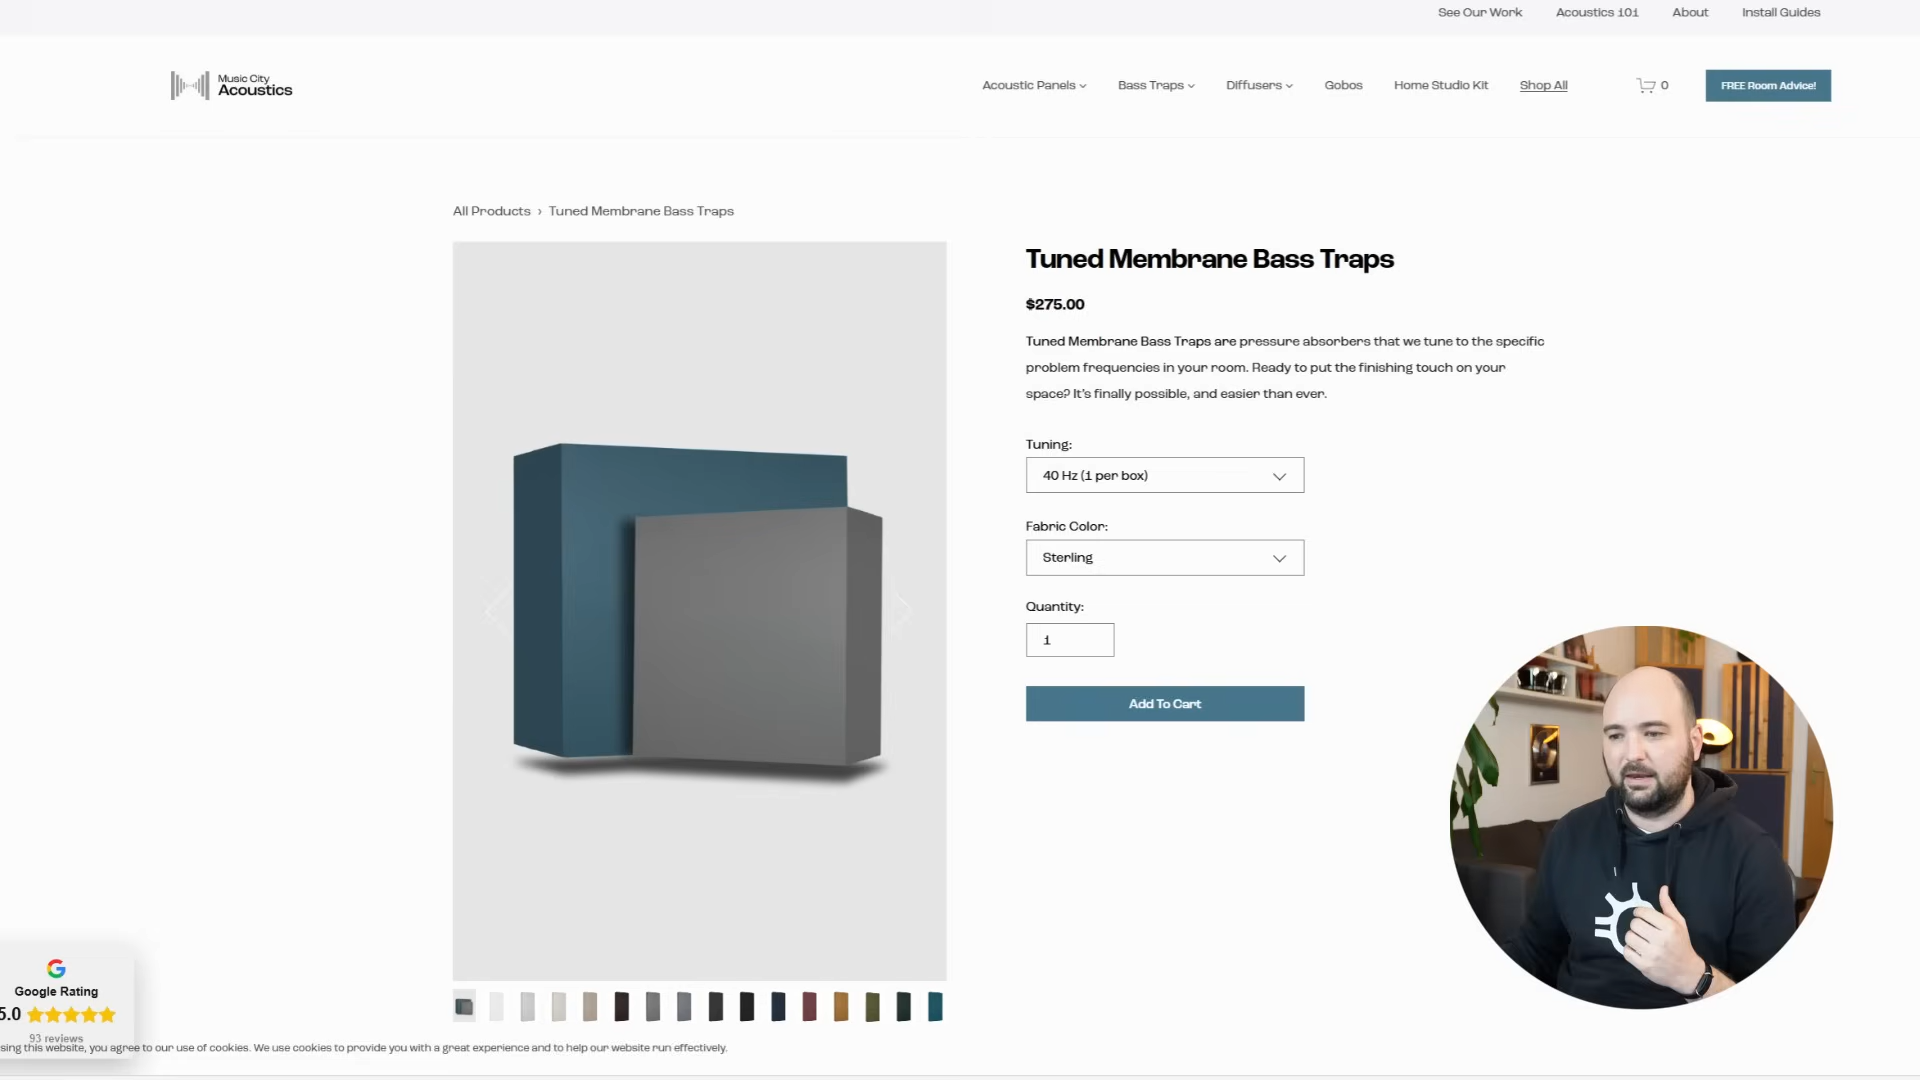 See Our Work Acoustics 101 About Install Guides
Music City
Acoustics
Acoustic Panels Bass Traps Diffusers Gobos Home Studio Kit Shop All 0 FREE Room Advice!
All Products › Tuned Membrane Bass Traps
Tuned Membrane Bass Traps
$275.00
Tuned Membrane Bass Traps are pressure absorbers that we tune to the specific
problem frequencies in your room. Ready to put the finishing touch on your
space? It's finally possible, and easier than ever.
Tuning:
40 Hz (1 per box)
Fabric Color:
Sterling
Quantity:
1
Add To Cart
Google Rating
5.0
93 reviews
sing this website, you agree to our use of cookies. We use cookies to provide you with a great experience and to help our website run effectively.